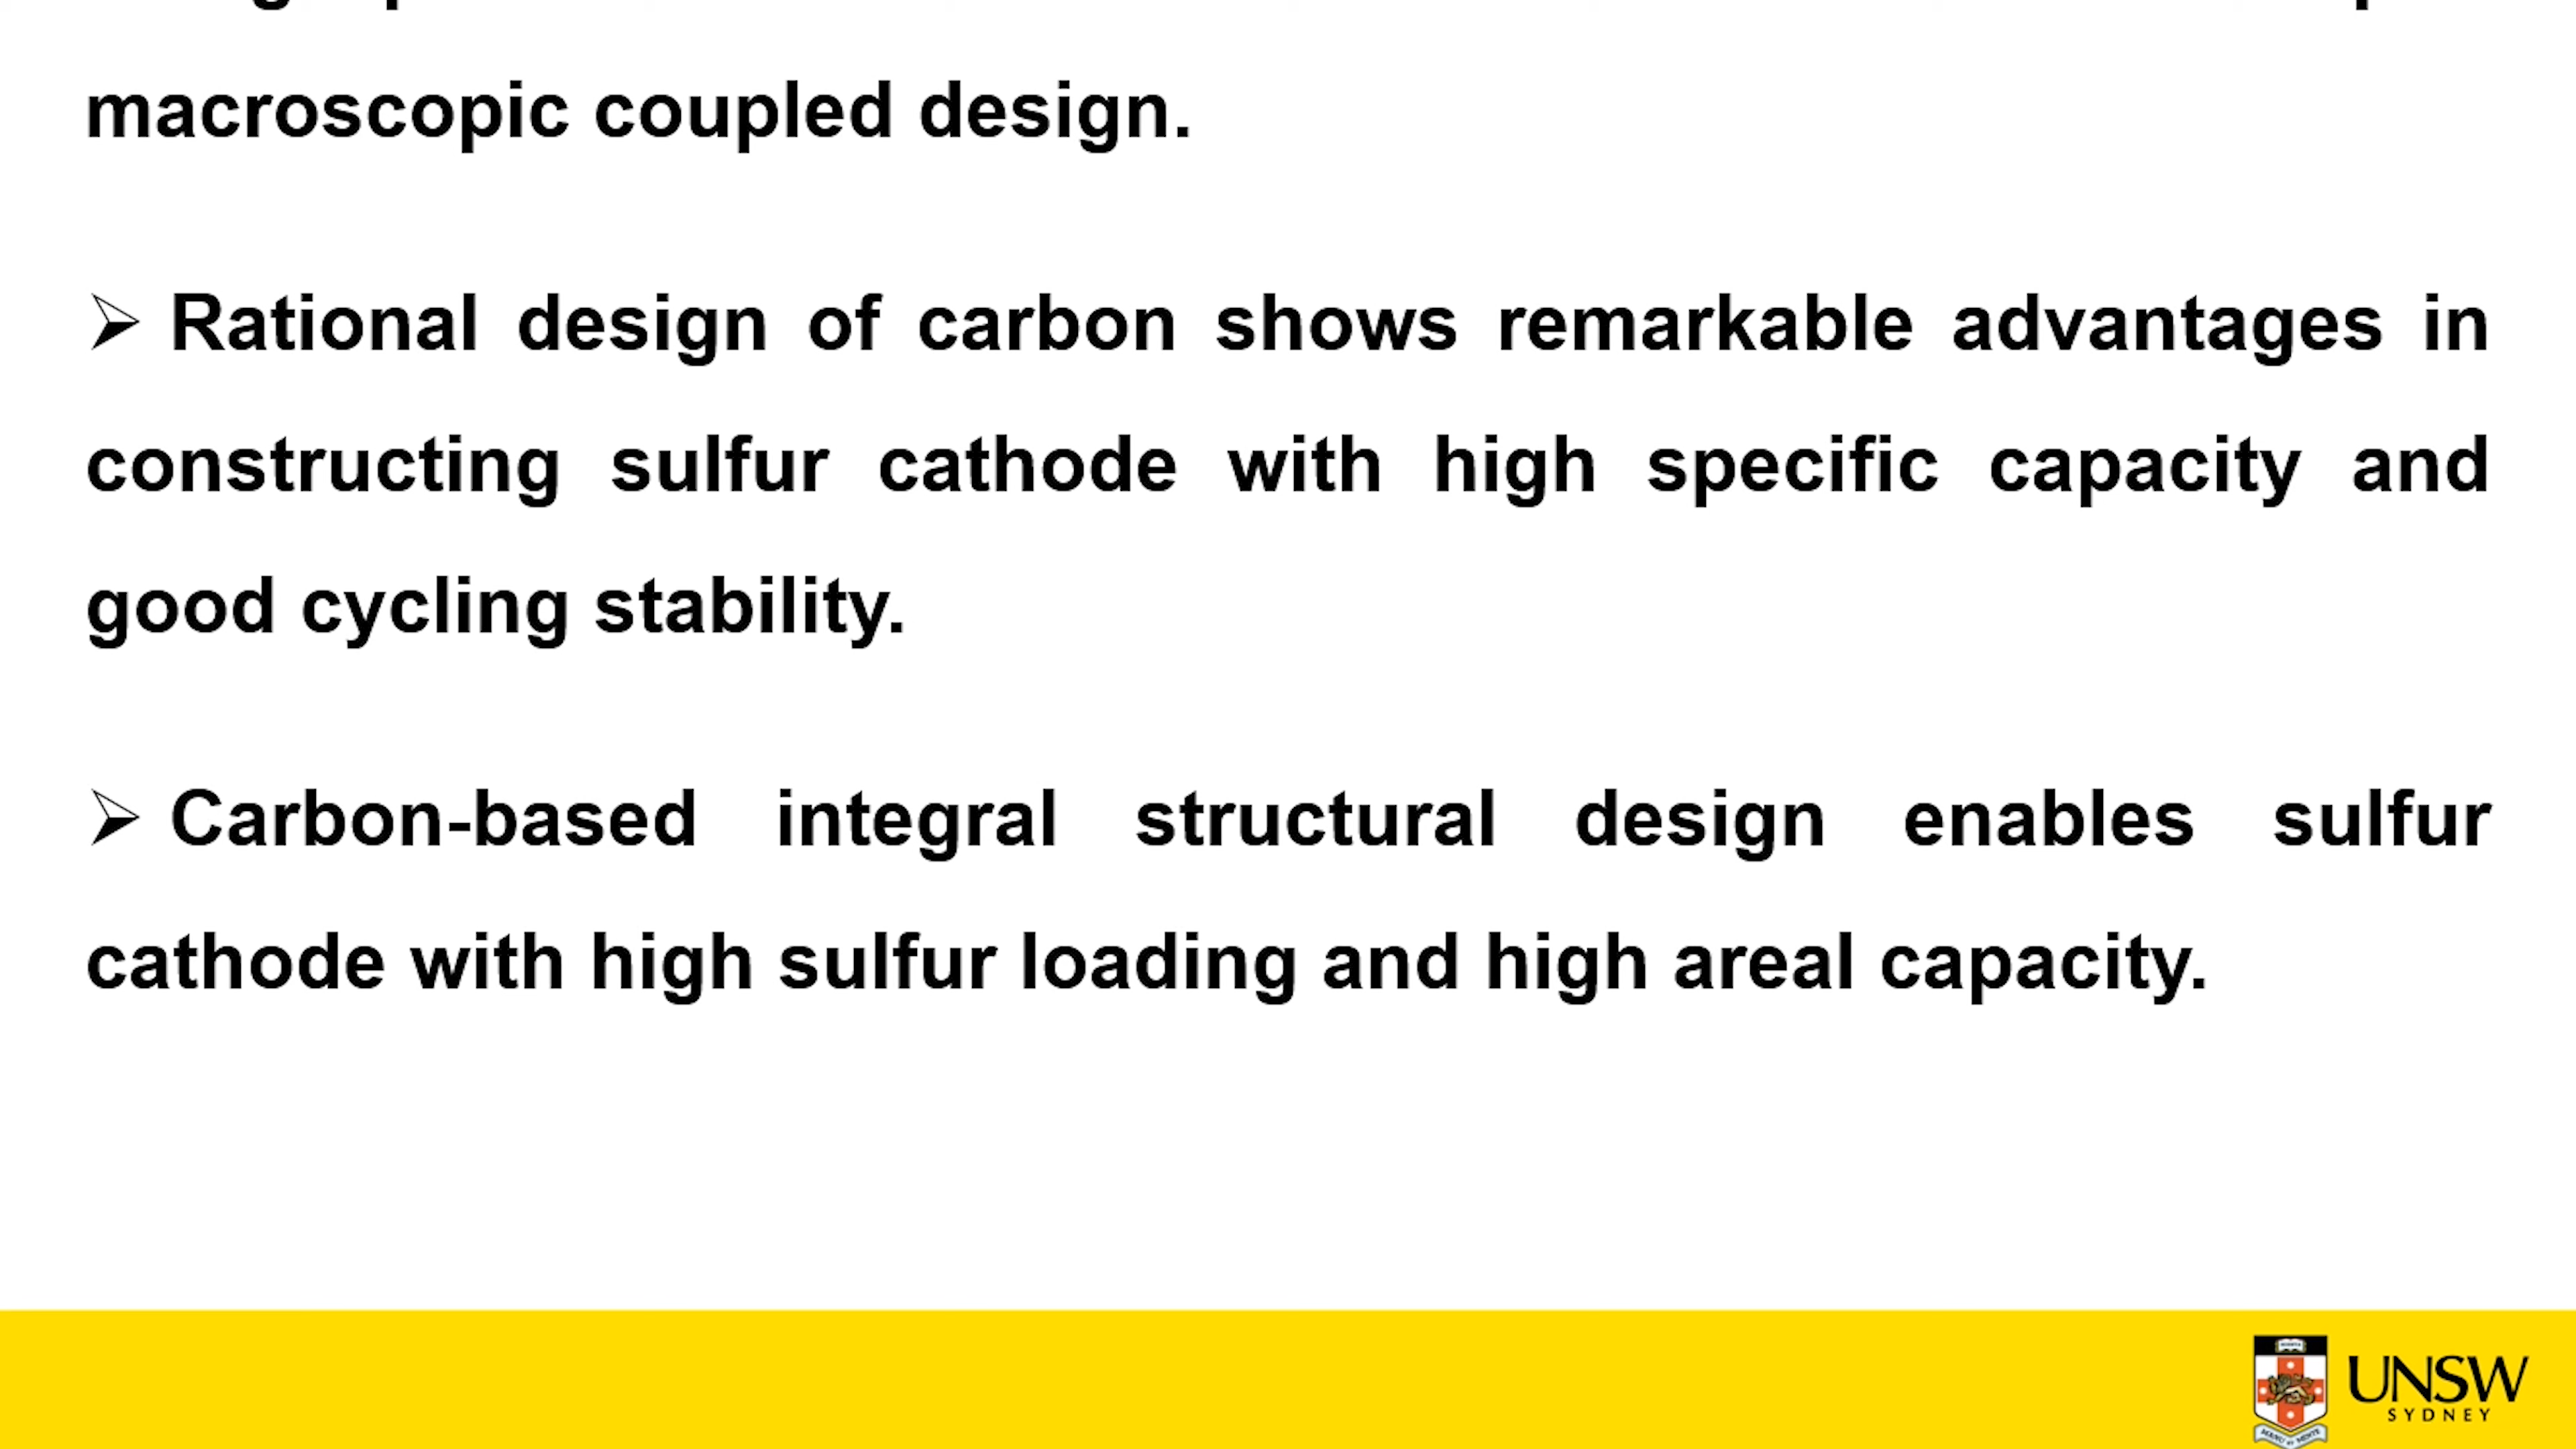 macroscopic coupled design.
➢ Rational design of carbon shows remarkable advantages in
constructing sulfur cathode with high specific capacity and
good cycling stability.
➢ Carbon-based integral structural design enables sulfur
cathode with high sulfur loading and high areal capacity.
UNSW
SYDNEY